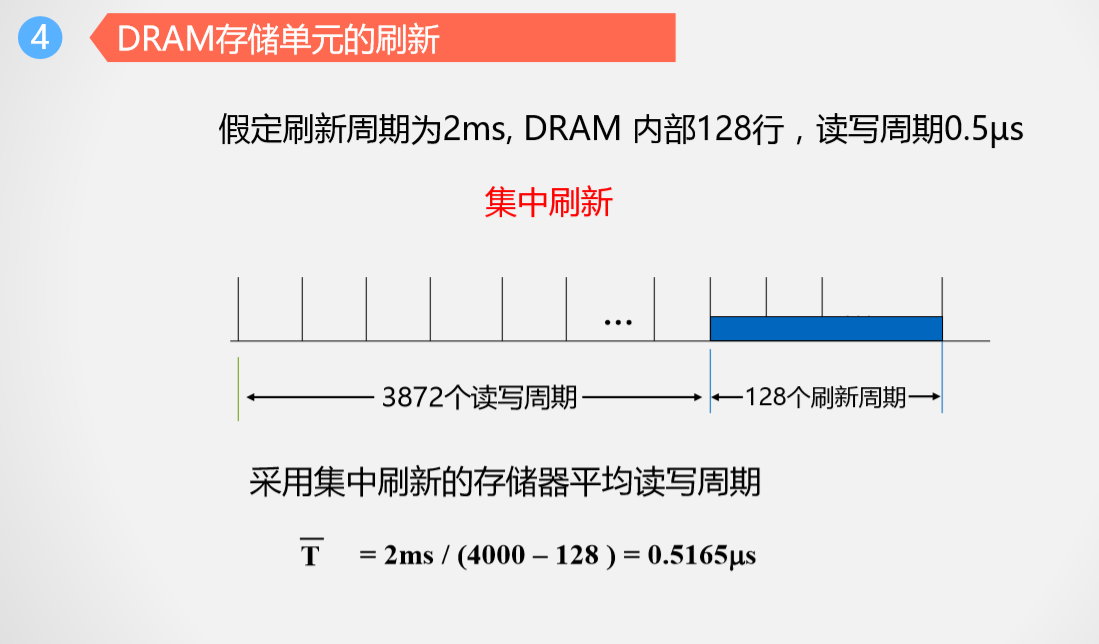 4
DRAM存储单元的刷新
假定刷新周期为2ms, DRAM 内部128行，读写周期0.5μs
集中刷新
...
3872个读写周期
128个刷新周期
采用集中刷新的存储器平均读写周期
T̅ = 2ms / (4000 – 128 ) = 0.5165μs